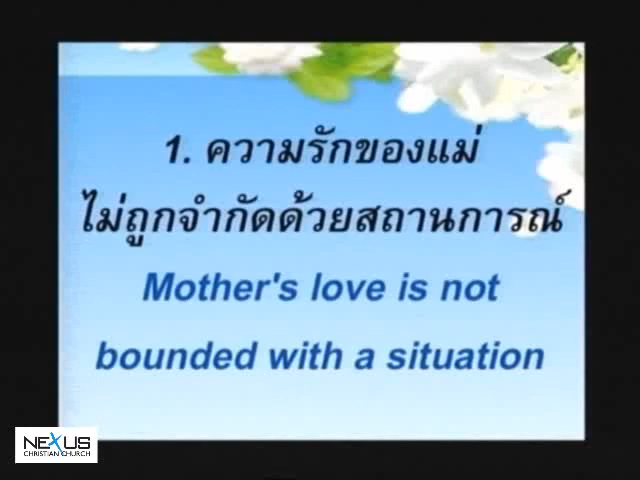 1. ความรักของแม่
ไม่ถูกจำกัดด้วยสถานการณ์
Mother's love is not
bounded with a situation
NEXUS
CHRISTIAN CHURCH